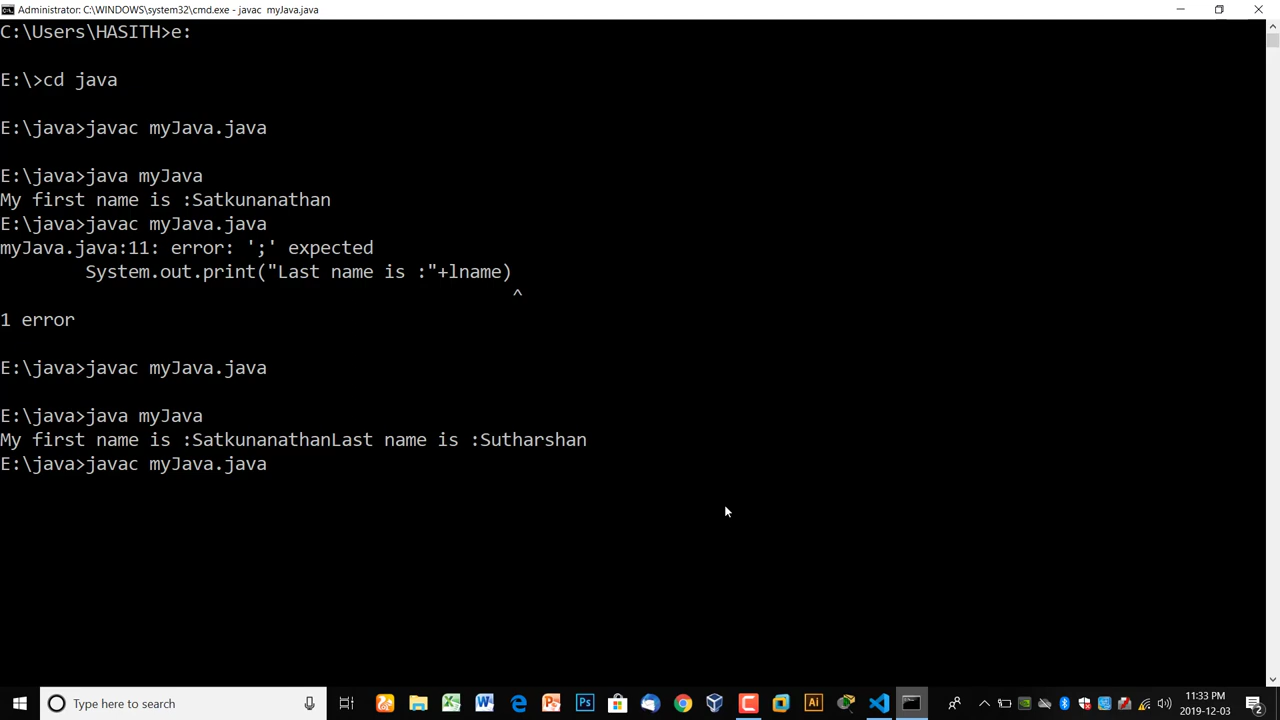 Administrator: C:\WINDOWS\system32\cmd.exe - javac  myJava.java
C:\Users\HASITH>e:
E:\>cd java
E:\java>javac myJava.java
E:\java>java myJava
My first name is :Satkunanathan
E:\java>javac myJava.java
myJava.java:11: error: ';' expected
        System.out.print("Last name is :"+lname)
^
1 error
E:\java>javac myJava.java
E:\java>java myJava
My first name is :SatkunanathanLast name is :Sutharshan
E:\java>javac myJava.java
Type here to search
11:33 PM
2019-12-03
2